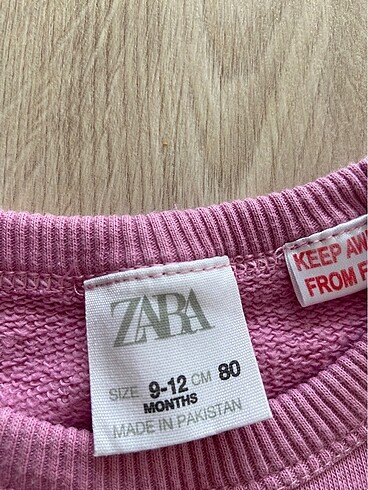 ZARA
SIZE 9-12 CM 80
MONTHS
MADE IN PAKISTAN
KEEP
FROM